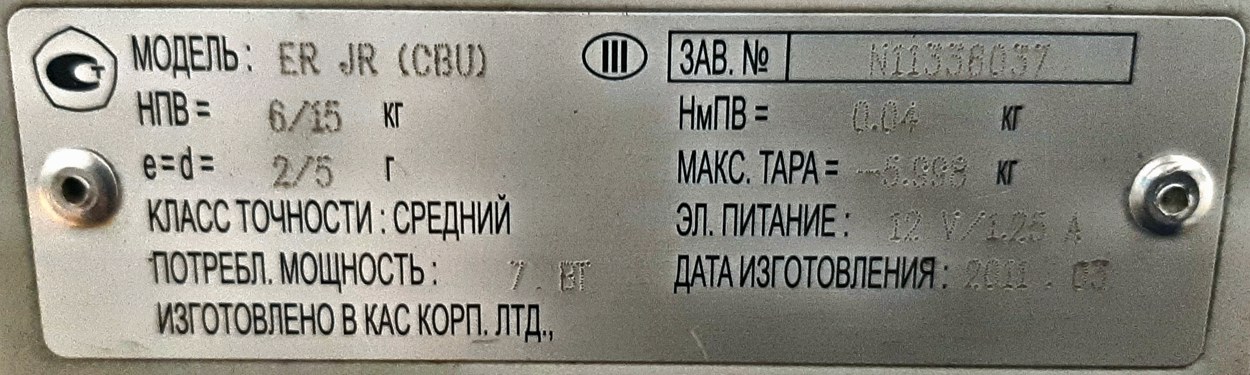 МОДЕЛЬ : ER JR (CBU)
III ЗАВ. № N11338037
НПВ = 6/15 кг
НмПВ = 0.04 кг
e=d= 2/5 г
МАКС. ТАРА = -5.998 кг
КЛАСС ТОЧНОСТИ : СРЕДНИЙ
ЭЛ. ПИТАНИЕ : 12 V/1.25 A
ПОТРЕБЛ. МОЩНОСТЬ : 7. ВТ
ДАТА ИЗГОТОВЛЕНИЯ : 2011 . 03
ИЗГОТОВЛЕНО В КАС КОРП. ЛТД.,